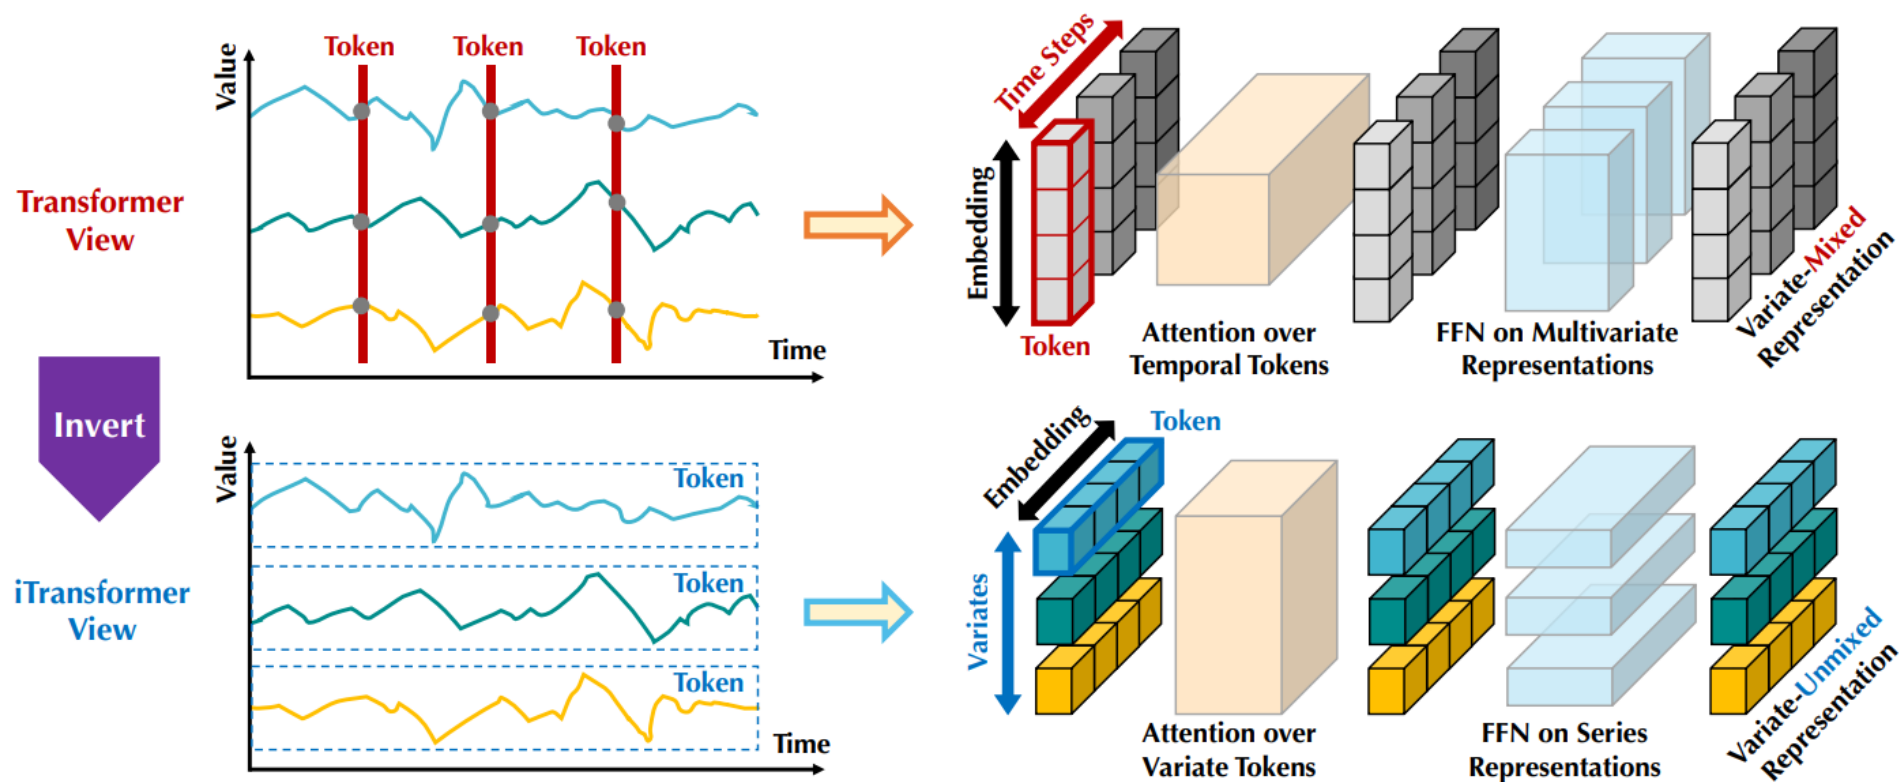 Transformer
View
Value
Token
Token
Token
Time
Time Steps
Embedding
Token
Attention over
Temporal Tokens
FFN on Multivariate
Representations
Variate-Mixed
Representation
Invert
iTransformer
View
Value
Token
Token
Token
Time
Embedding
Token
Variates
Attention over
Variate Tokens
FFN on Series
Representations
Variate-Unmixed
Representation